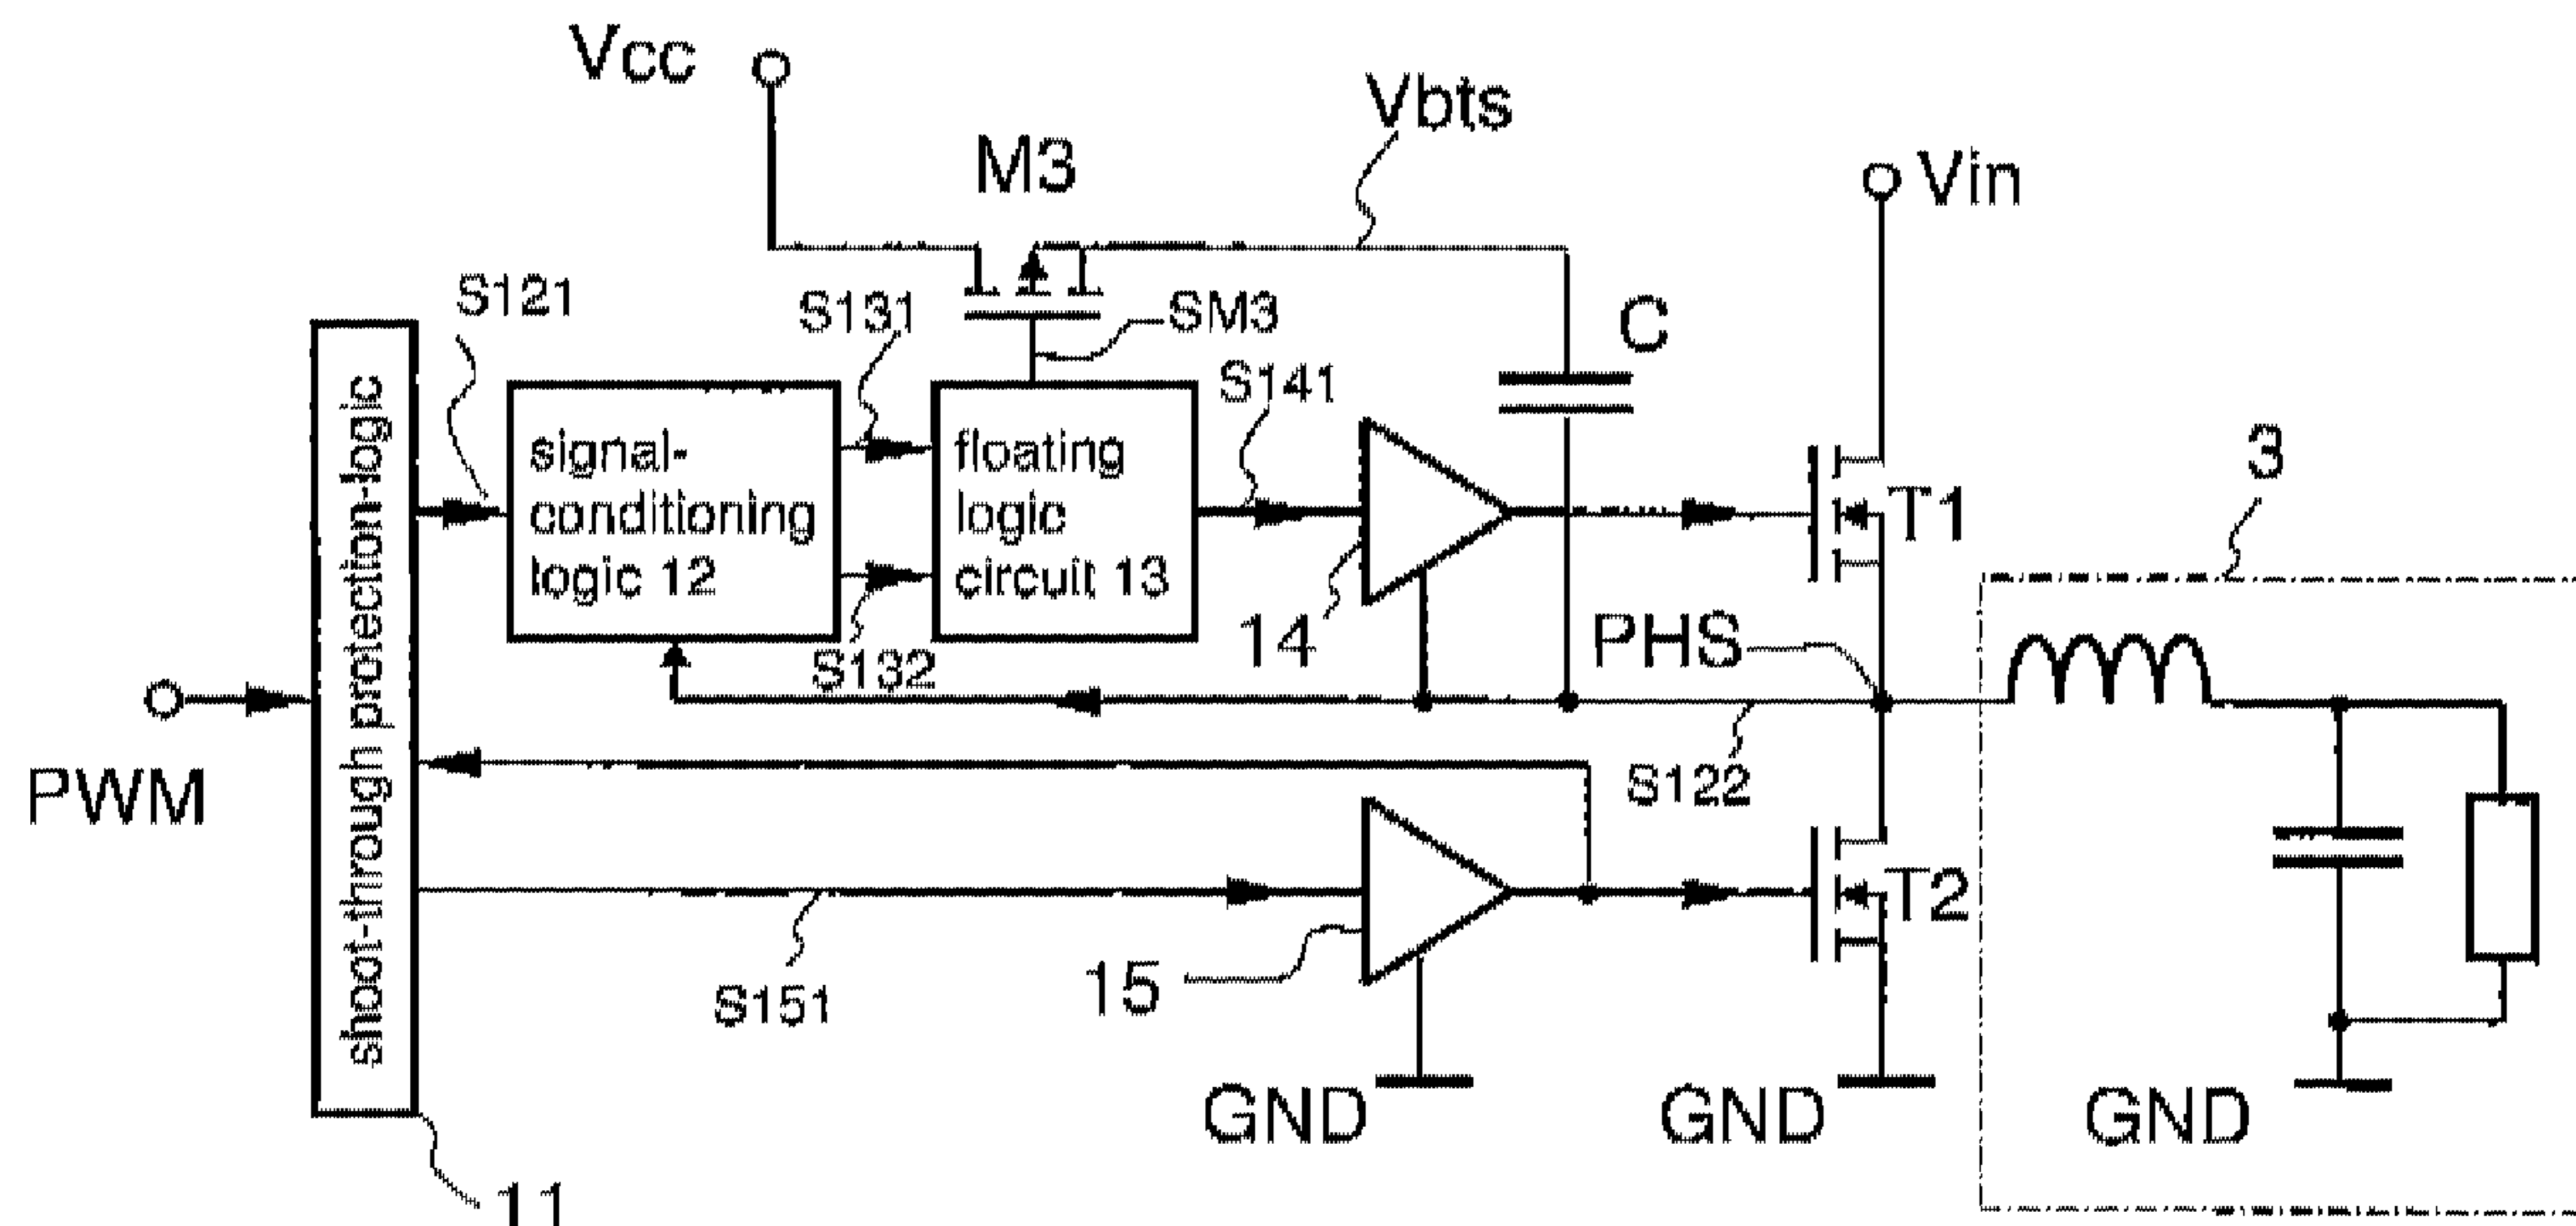 Vcc
Vbts
M3
Vin
S121
S131
SM3
C
S141
3
shoot-through protection-logic
signal-
conditioning
logic 12
floating
logic
circuit 13
T1
14
PHS
S132
PWM
S122
T2
S151
15
GND
GND
GND
11